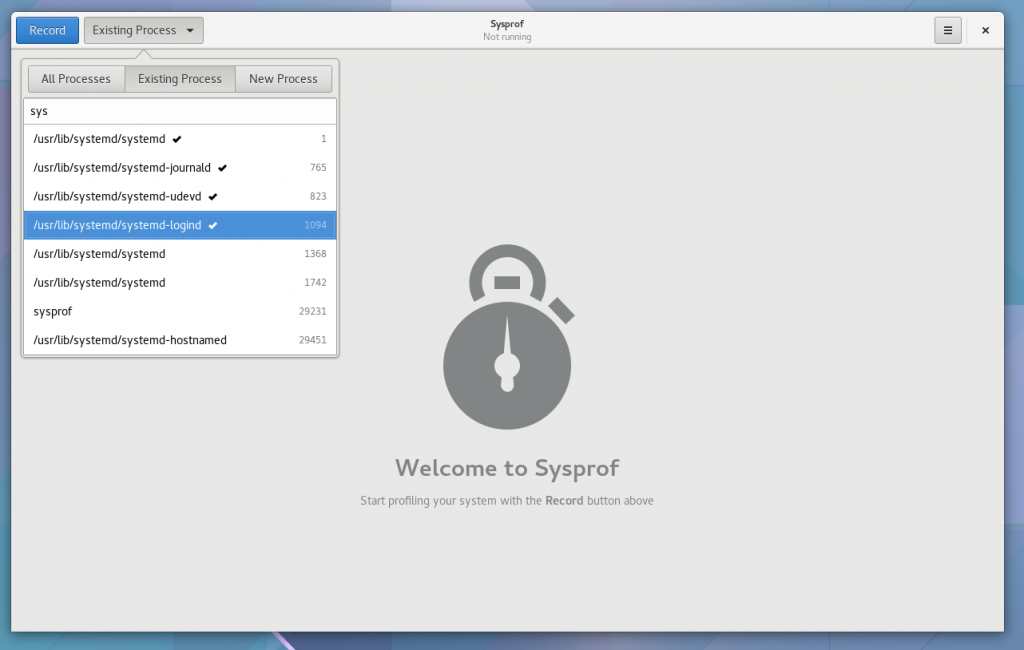 Record Existing Process Sysprof
Not running
All Processes Existing Process New Process
sys
/usr/lib/systemd/systemd 1
/usr/lib/systemd/systemd-journald 765
/usr/lib/systemd/systemd-udevd 823
/usr/lib/systemd/systemd-logind 1094
/usr/lib/systemd/systemd 1368
/usr/lib/systemd/systemd 1742
sysprof 29231
/usr/lib/systemd/systemd-hostnamed 29451
Welcome to Sysprof
Start profiling your system with the Record button above